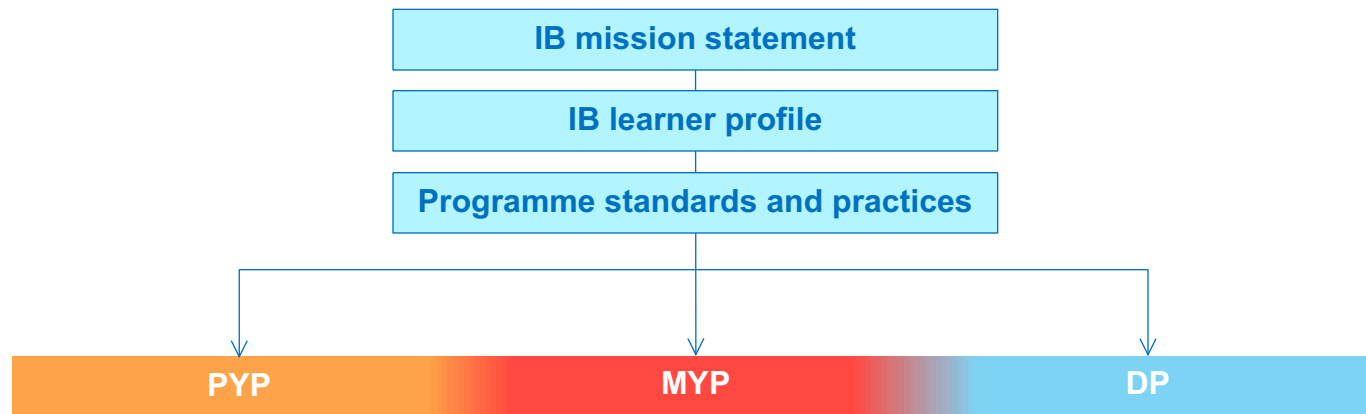 IB mission statement
IB learner profile
Programme standards and practices
PYP MYP DP